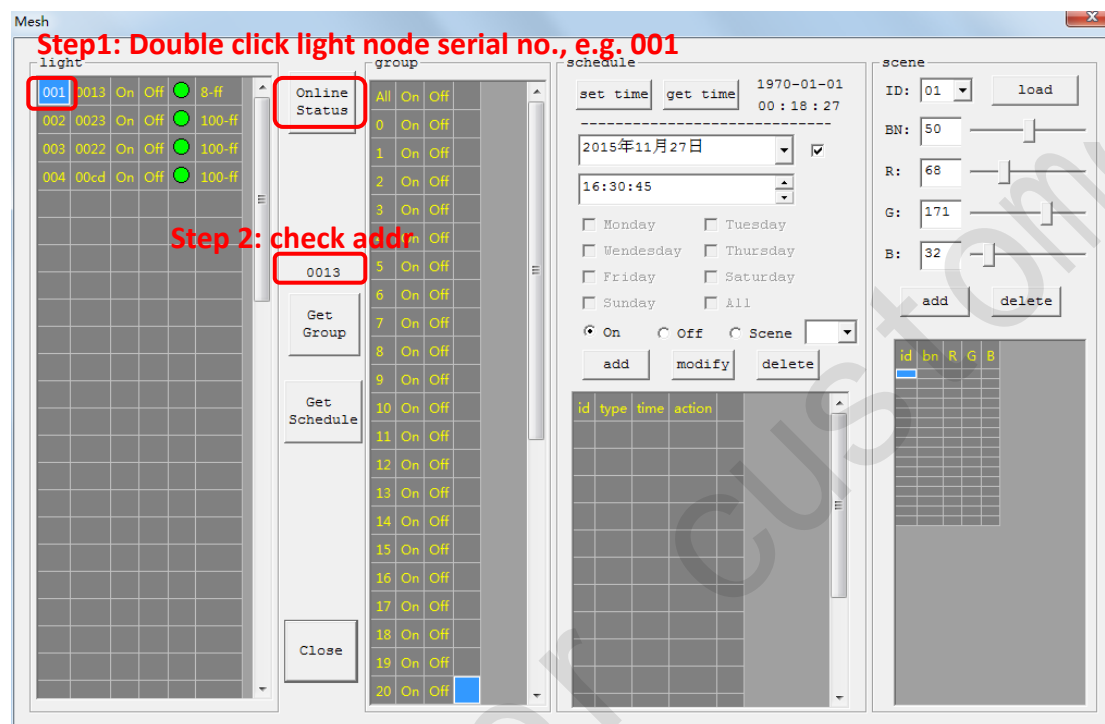 Mesh
Step1: Double click light node serial no., e.g. 001
light
001 0013 On Off 8-ff
002 0023 On Off 100-ff
003 0022 On Off 100-ff
004 00cd On Off 100-ff
Online
Status
Step 2: check addr
0013
Get
Group
Get
Schedule
Close
group
All On Off
0 On Off
1 On Off
2 On Off
3 On Off
On Off
5 On Off
6 On Off
7 On Off
8 On Off
9 On Off
10 On Off
11 On Off
12 On Off
13 On Off
14 On Off
15 On Off
16 On Off
17 On Off
18 On Off
19 On Off
20 On Off
schedule
set time get time 1970-01-01
00:18:27
2015年11月27日
16:30:45
Monday Tuesday
Wendesday Thursday
Friday Saturday
Sunday All
On Off Scene
add modify delete
id type time action
scene
ID: 01 load
BN: 50
R: 68
G: 171
B: 32
add delete
id bn R G B